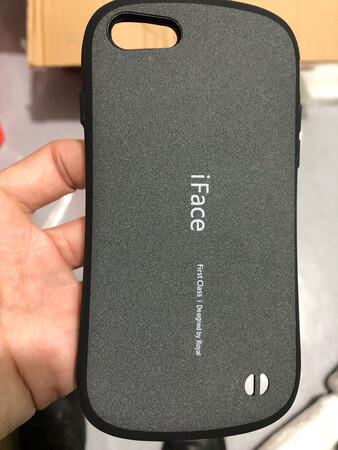 iFace
First Class | Designed by Royal